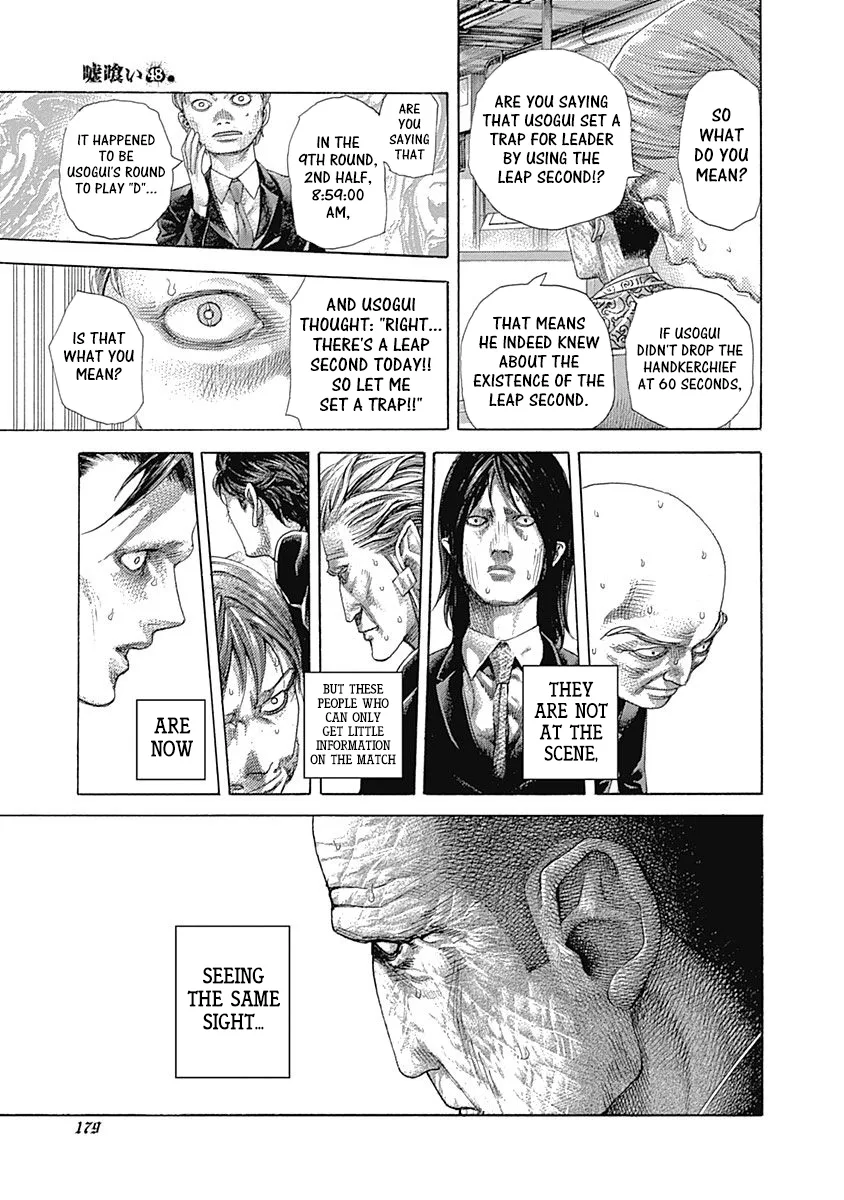 嘘喰い 48
SO
WHAT
DO YOU
MEAN?
ARE YOU SAYING
THAT USOGUI SET A
TRAP FOR LEADER
BY USING THE
LEAP SECOND!?
IF USOGUI
DIDN'T DROP THE
HANDKERCHIEF
AT 60 SECONDS,
THAT MEANS
HE INDEED KNEW
ABOUT THE
EXISTENCE OF THE
LEAP SECOND.
ARE
YOU
SAYING
THAT
IN THE
9TH ROUND,
2ND HALF,
8:59:00
AM,
IT HAPPENED
TO BE
USOGUI'S ROUND
TO PLAY "D"...
AND USOGUI
THOUGHT: "RIGHT...
THERE'S A LEAP
SECOND TODAY!!
SO LET ME
SET A TRAP!!"
IS THAT
WHAT YOU
MEAN?
THEY
ARE NOT
AT THE
SCENE,
BUT THESE
PEOPLE WHO
CAN ONLY
GET LITTLE
INFORMATION
ON THE MATCH
ARE
NOW
SEEING
THE SAME
SIGHT...
179